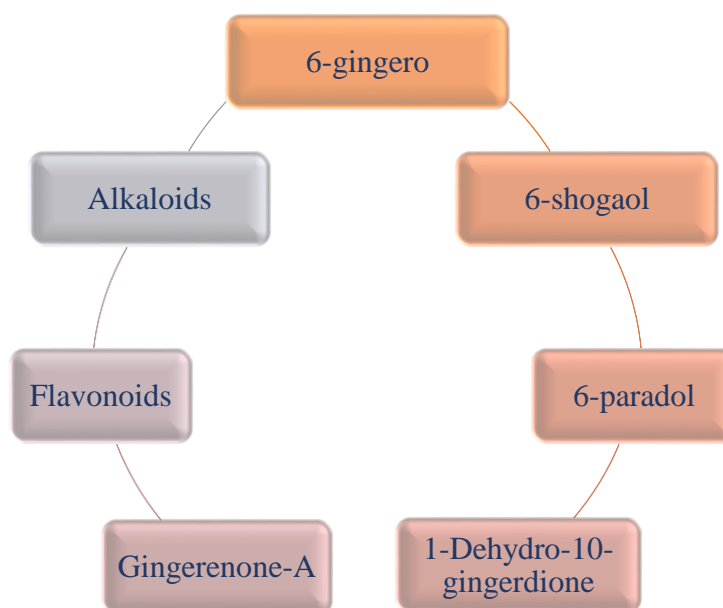 6-gingero
Alkaloids
6-shogaol
Flavonoids
6-paradol
Gingerenone-A
1-Dehydro-10-
gingerdione